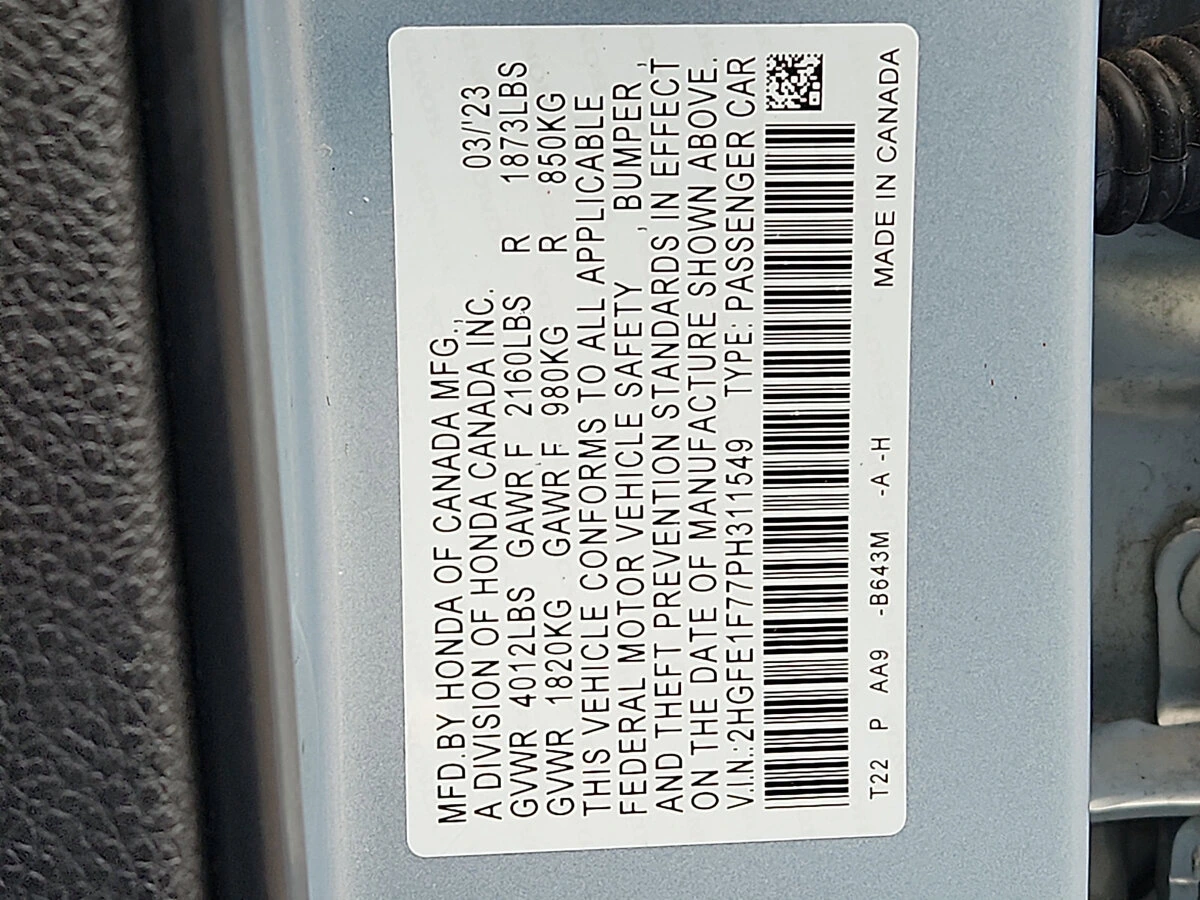 MFD.BY HONDA OF CANADA MFG.,
A DIVISION OF HONDA CANADA INC. 03/'23
GVWR 4012LBS GAWR F 2160LBS R 1873LBS
GVWR 1820KG GAWR F 980KG R 850KG
THIS VEHICLE CONFORMS TO ALL APPLICABLE
FEDERAL MOTOR VEHICLE SAFETY , BUMPER,
AND THEFT PREVENTION STANDARDS IN EFFECT
ON THE DATE OF MANUFACTURE SHOWN ABOVE.
V.I.N.:2HGFE1F77PH311549 TYPE: PASSENGER CAR
T22 P AA9 -B643M -A -H MADE IN CANADA